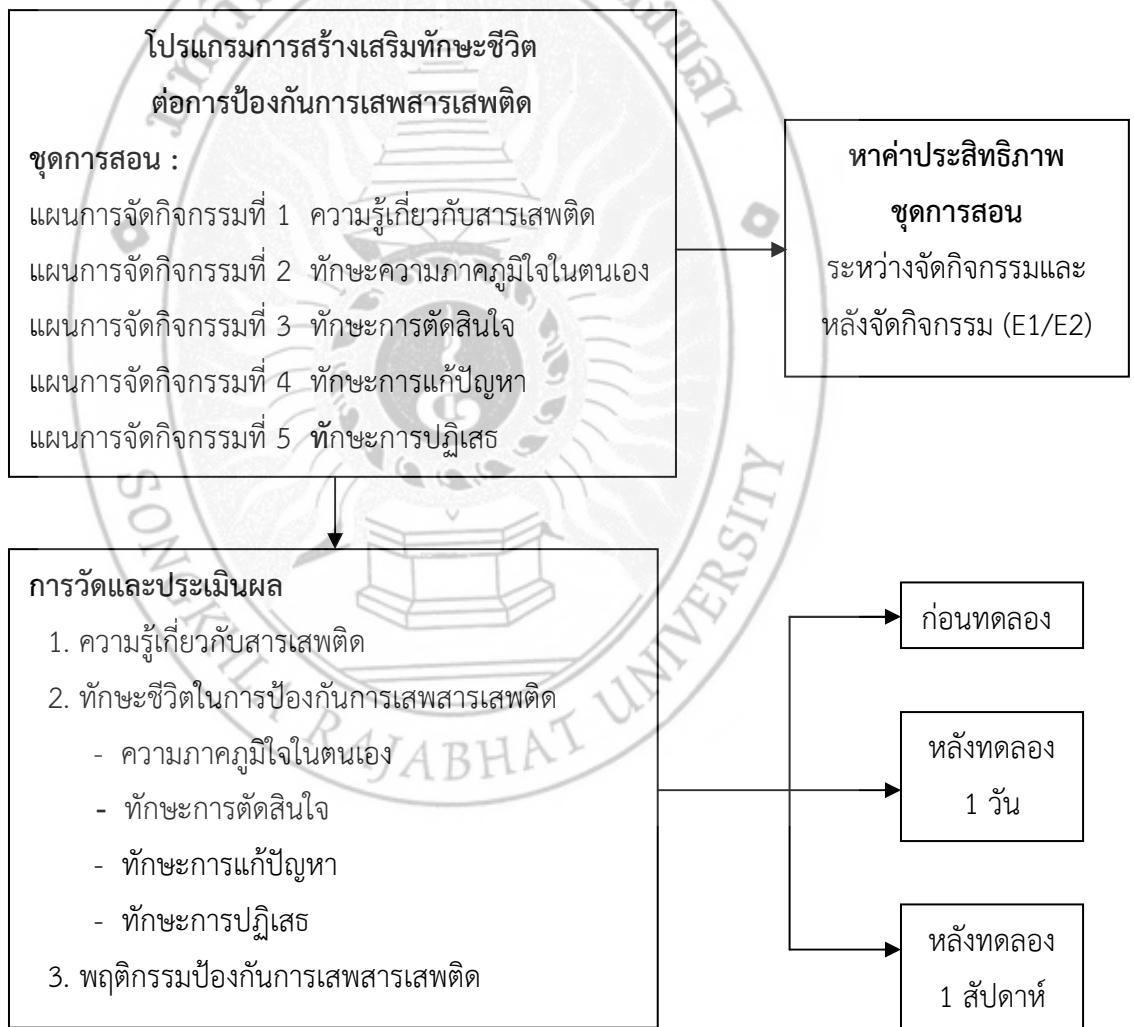 โปรแกรมการสร้างเสริมทักษะชีวิต
ต่อการป้องกันการเสพสารเสพติด
ชุดการสอน :
แผนการจัดกิจกรรมที่ 1 ความรู้เกี่ยวกับสารเสพติด
แผนการจัดกิจกรรมที่ 2 ทักษะความภาคภูมิใจในตนเอง
แผนการจัดกิจกรรมที่ 3 ทักษะการตัดสินใจ
แผนการจัดกิจกรรมที่ 4 ทักษะการแก้ปัญหา
แผนการจัดกิจกรรมที่ 5 ทักษะการปฏิเสธ
หาค่าประสิทธิภาพ
ชุดการสอน
ระหว่างจัดกิจกรรมและ
หลังจัดกิจกรรม (E1/E2)
การวัดและประเมินผล
1. ความรู้เกี่ยวกับสารเสพติด
2. ทักษะชีวิตในการป้องกันการเสพสารเสพติด
- ความภาคภูมิใจในตนเอง
- ทักษะการตัดสินใจ
- ทักษะการแก้ปัญหา
- ทักษะการปฏิเสธ
3. พฤติกรรมป้องกันการเสพสารเสพติด
ก่อนทดลอง
หลังทดลอง
1 วัน
หลังทดลอง
1 สัปดาห์
SONGKHLA RAJABHAT UNIVERSITY